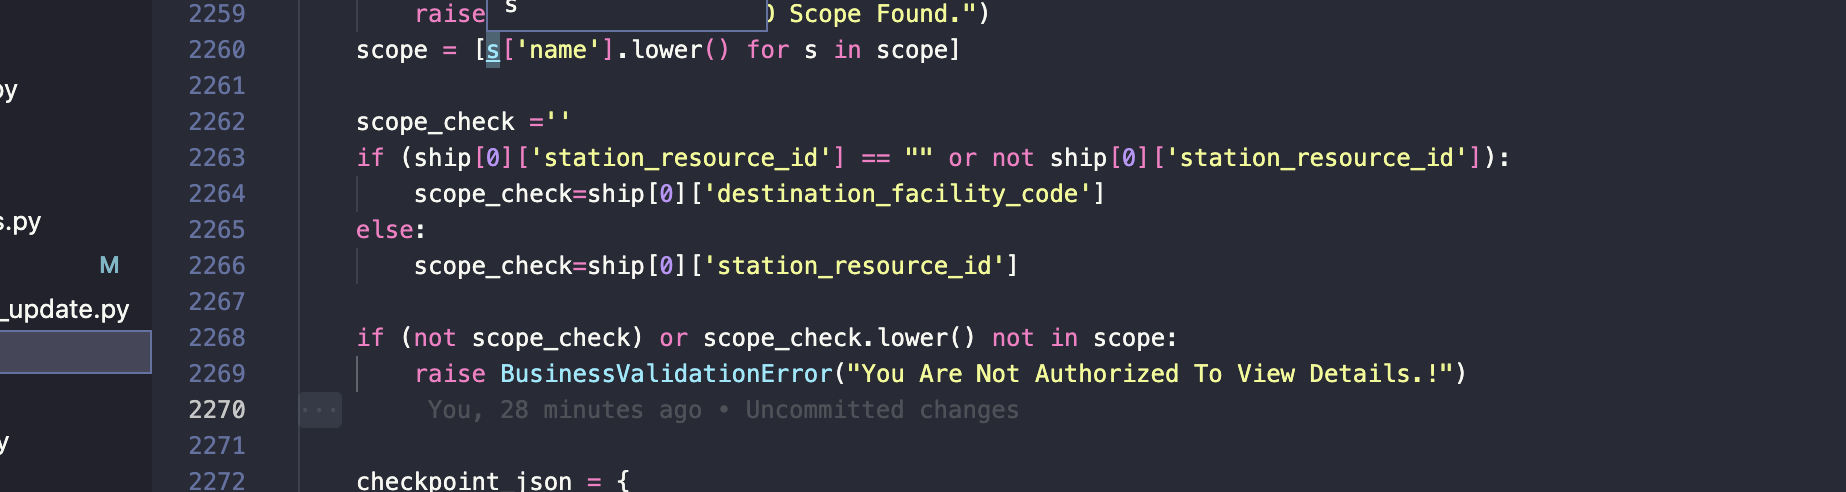 2259 raise s ) Scope Found.")
2260 scope = [s['name'].lower() for s in scope]
py
2261
2262 scope_check =''
2263 if (ship[0]['station_resource_id'] == "" or not ship[0]['station_resource_id']):
2264 scope_check=ship[0]['destination_facility_code']
s.py
2265 else:
M
2266 scope_check=ship[0]['station_resource_id']
2267
_update.py
2268 if (not scope_check) or scope_check.lower() not in scope:
2269 raise BusinessValidationError("You Are Not Authorized To View Details.!")
2270 ··· You, 28 minutes ago • Uncommitted changes
y
2271
2272 checkpoint_json = {